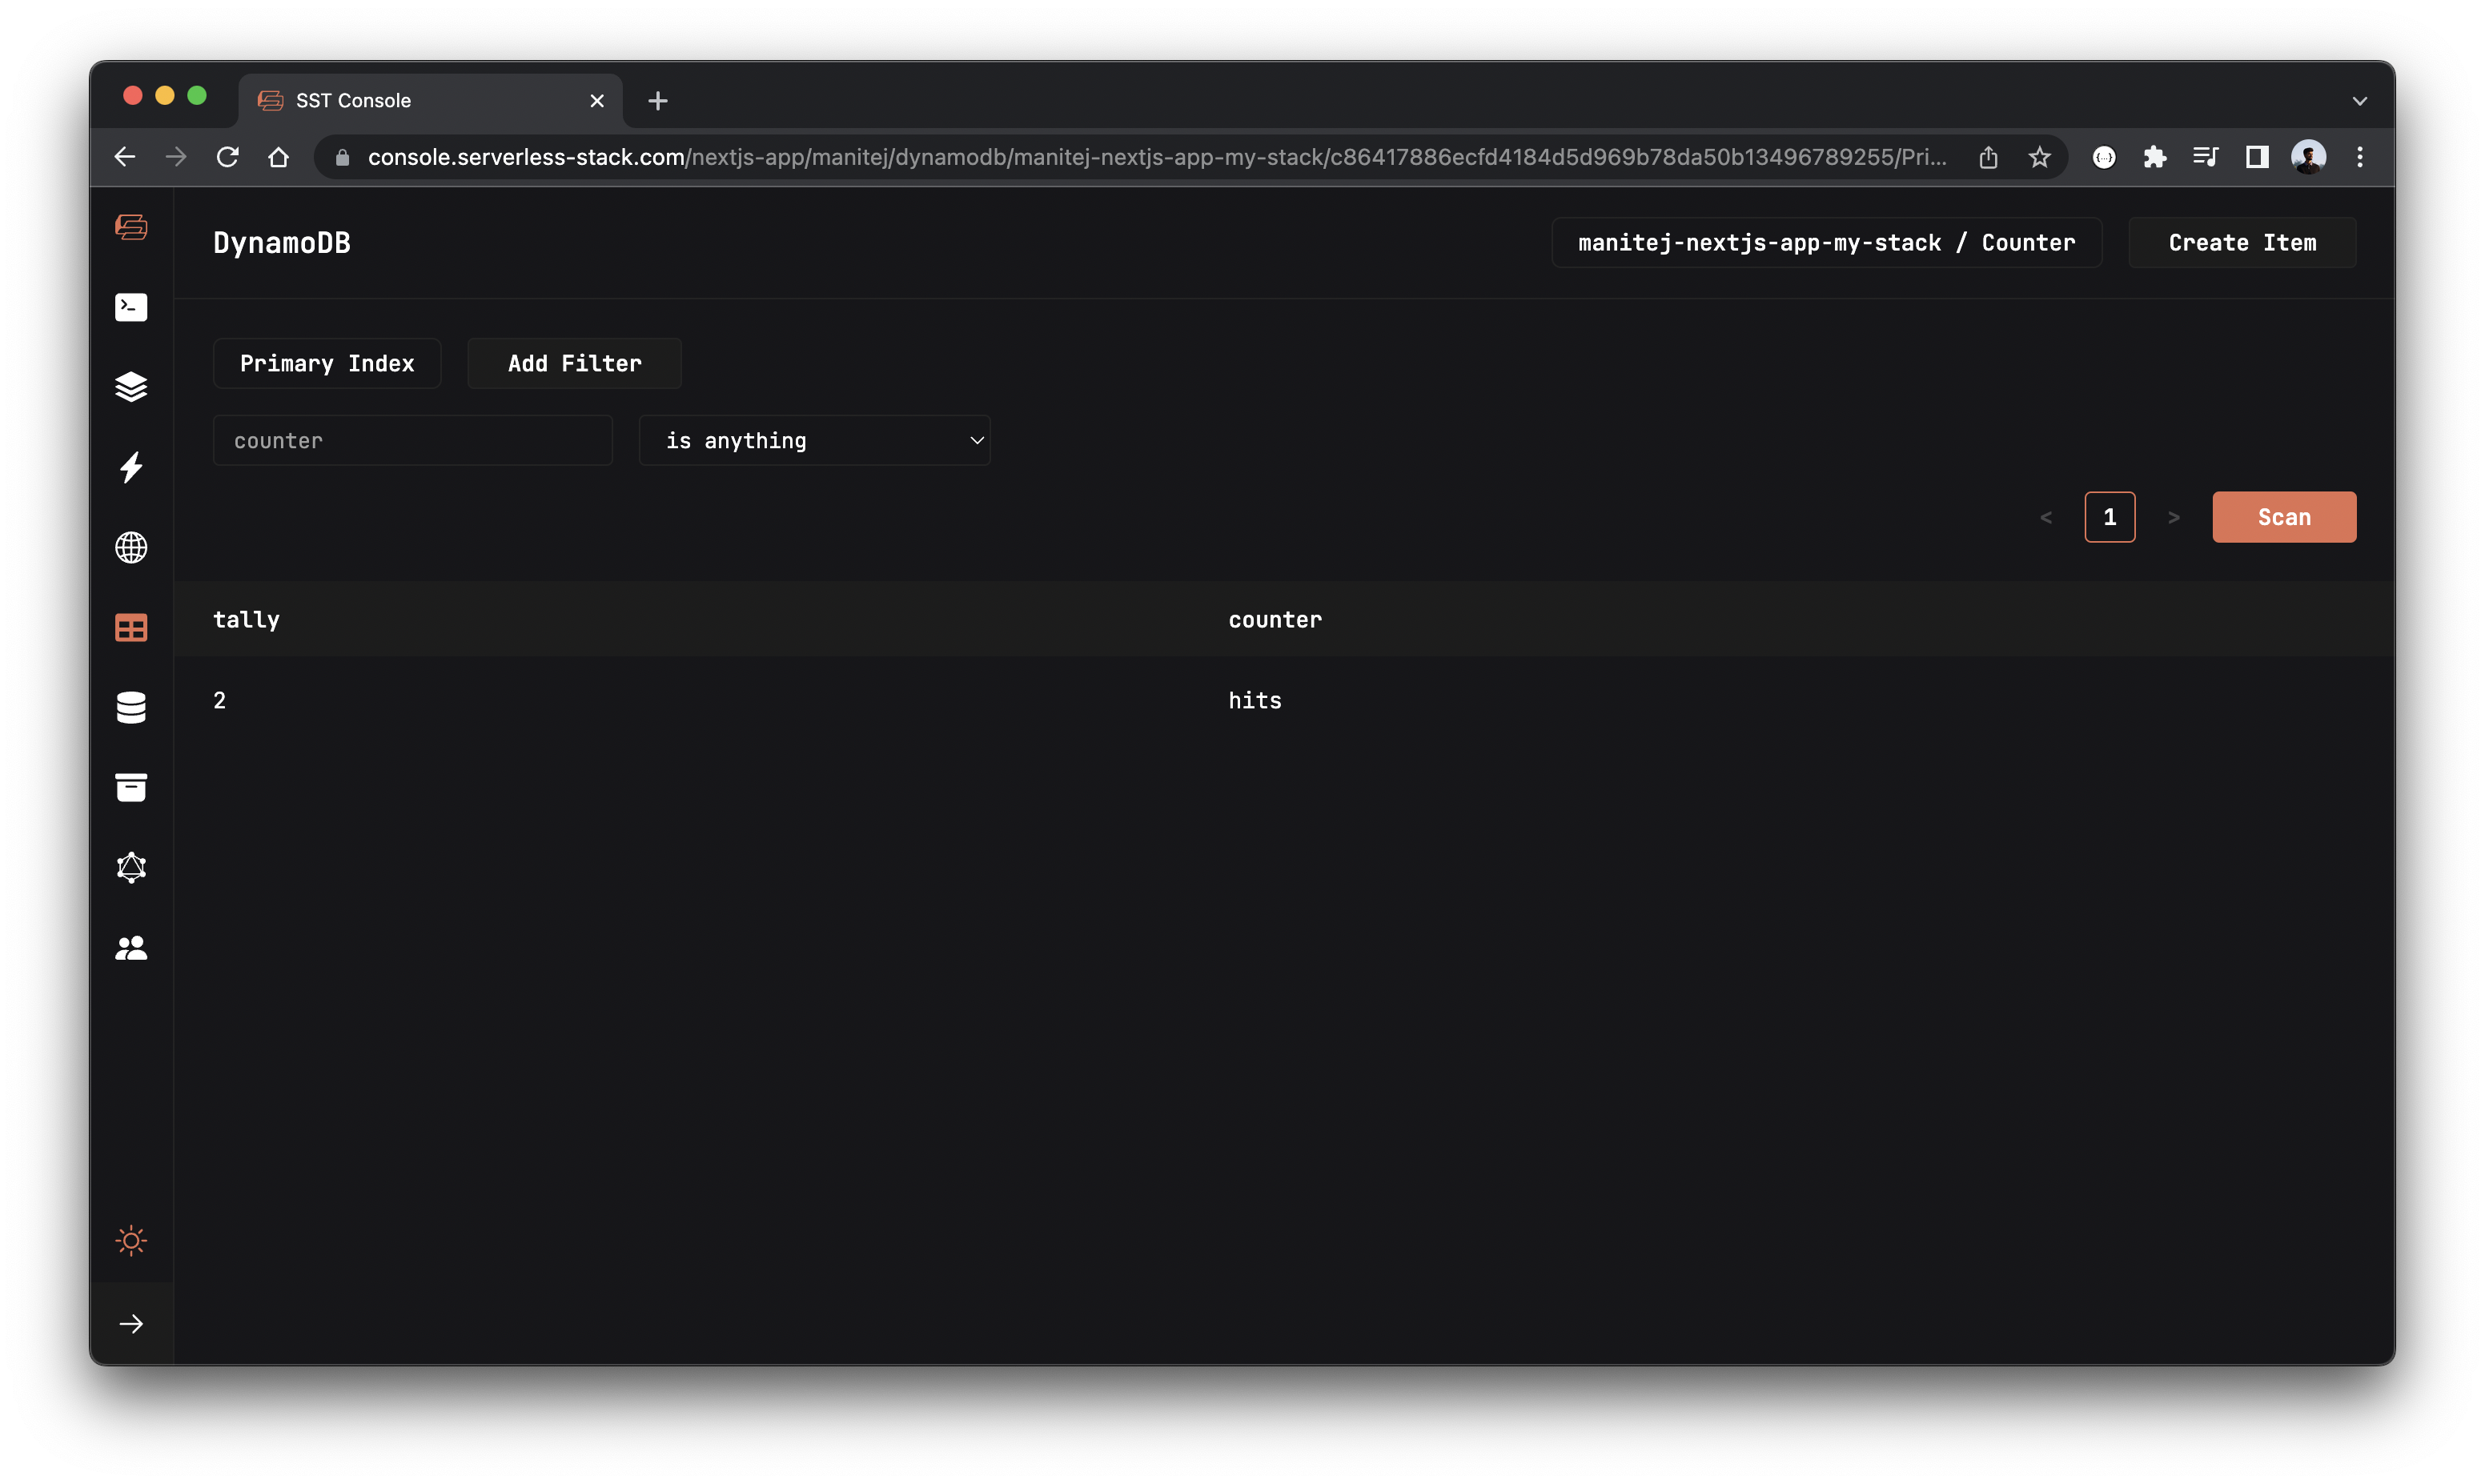 SST Console
console.serverless-stack.com/nextjs-app/manitej/dynamodb/manitej-nextjs-app-my-stack/c86417886ecfd4184d5d969b78da50b13496789255/Pri...
DynamoDB
manitej-nextjs-app-my-stack / Counter
Create Item
Primary Index
Add Filter
counter
is anything
< 1 >
Scan
tally counter
2 hits